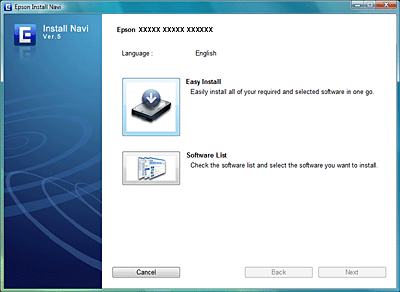 Epson Install Navi
Install Navi
Ver.5
Epson XXXXX XXXXX XXXXXX
Language : English
Easy Install
Easily install all of your required and selected software in one go.
Software List
Check the software list and select the software you want to install.
Cancel Back Next